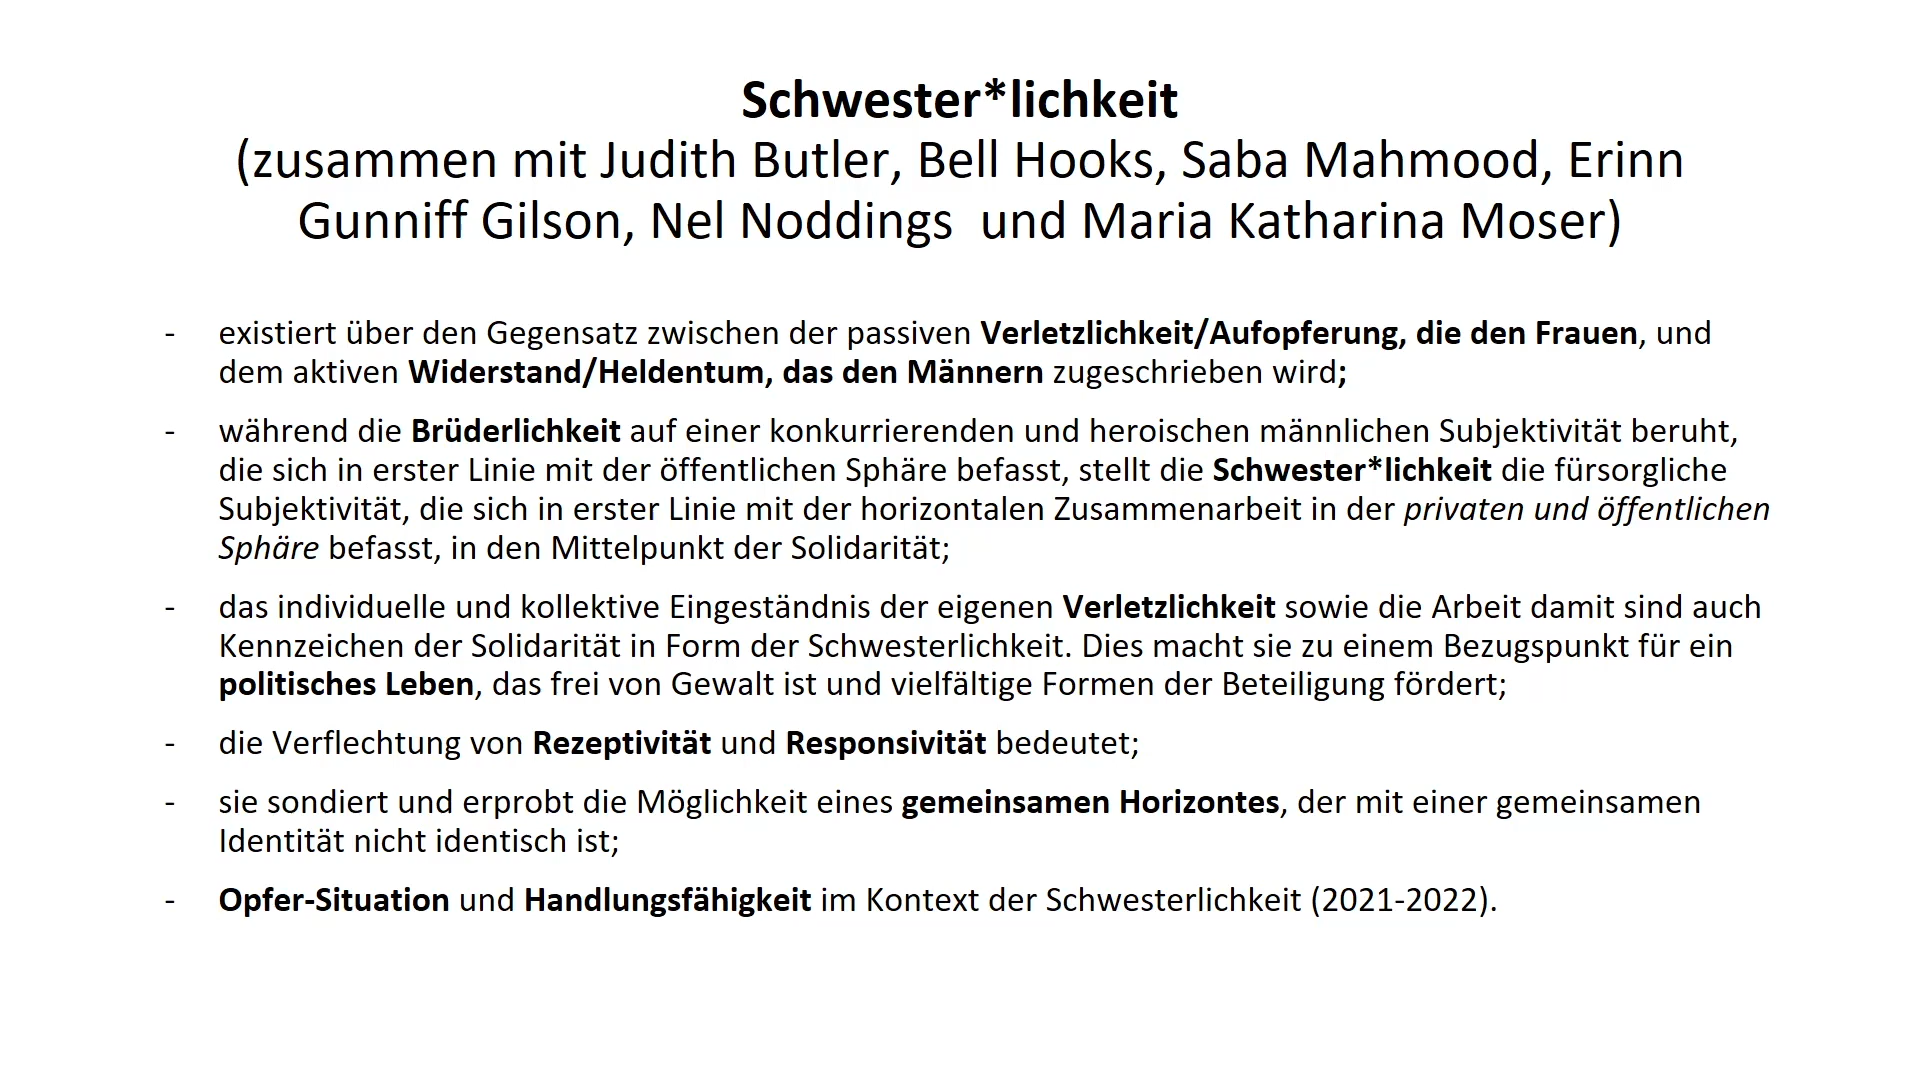 Schwester*lichkeit
(zusammen mit Judith Butler, Bell Hooks, Saba Mahmood, Erinn
Gunniff Gilson, Nel Noddings  und Maria Katharina Moser)
- existiert über den Gegensatz zwischen der passiven Verletzlichkeit/Aufopferung, die den Frauen, und
dem aktiven Widerstand/Heldentum, das den Männern zugeschrieben wird;
- während die Brüderlichkeit auf einer konkurrierenden und heroischen männlichen Subjektivität beruht,
die sich in erster Linie mit der öffentlichen Sphäre befasst, stellt die Schwester*lichkeit die fürsorgliche
Subjektivität, die sich in erster Linie mit der horizontalen Zusammenarbeit in der privaten und öffentlichen
Sphäre befasst, in den Mittelpunkt der Solidarität;
- das individuelle und kollektive Eingeständnis der eigenen Verletzlichkeit sowie die Arbeit damit sind auch
Kennzeichen der Solidarität in Form der Schwesterlichkeit. Dies macht sie zu einem Bezugspunkt für ein
politisches Leben, das frei von Gewalt ist und vielfältige Formen der Beteiligung fördert;
- die Verflechtung von Rezeptivität und Responsivität bedeutet;
- sie sondiert und erprobt die Möglichkeit eines gemeinsamen Horizontes, der mit einer gemeinsamen
Identität nicht identisch ist;
- Opfer-Situation und Handlungsfähigkeit im Kontext der Schwesterlichkeit (2021-2022).